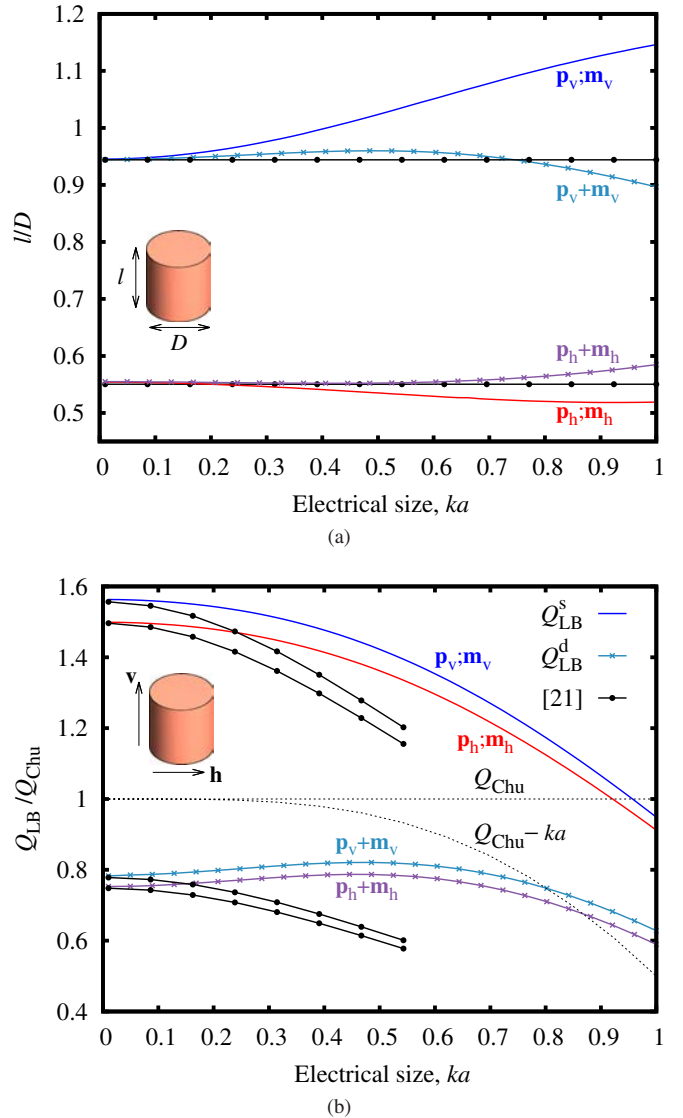 1.2
1.1
1
0.9
0.8
0.7
0.6
0.5
l/D
p_v;m_v
p_v+m_v
l
D
p_h+m_h
p_h;m_h
0 0.1 0.2 0.3 0.4 0.5 0.6 0.7 0.8 0.9 1
Electrical size, ka
(a)
1.6
1.4
1.2
1
0.8
0.6
0.4
Q_LB /Q_Chu
Q^s_LB
Q^d_LB
[21]
p_v;m_v
v
h
p_h;m_h
Q_Chu
Q_Chu − ka
p_v+m_v
p_h+m_h
0 0.1 0.2 0.3 0.4 0.5 0.6 0.7 0.8 0.9 1
Electrical size, ka
(b)